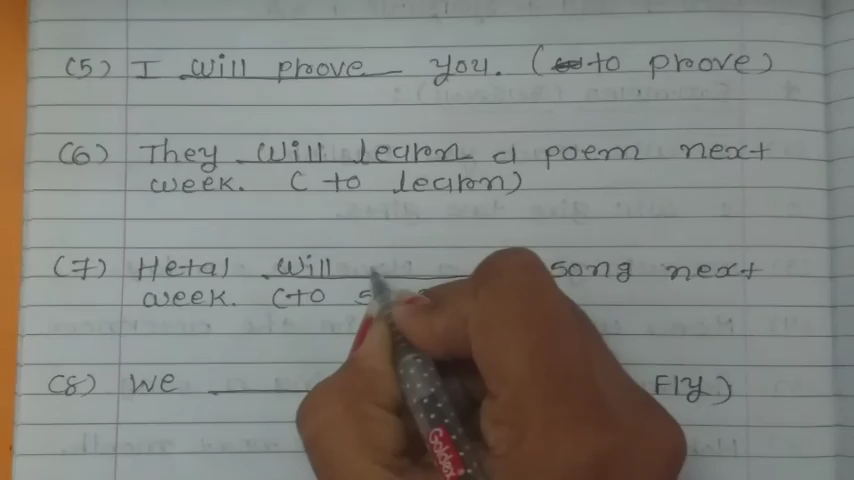 (5) I will prove you. (to prove)
(6) They will learn a poem next
week. (to learn)
(7) Hetal will song next
week. (to
(8) We Fly)